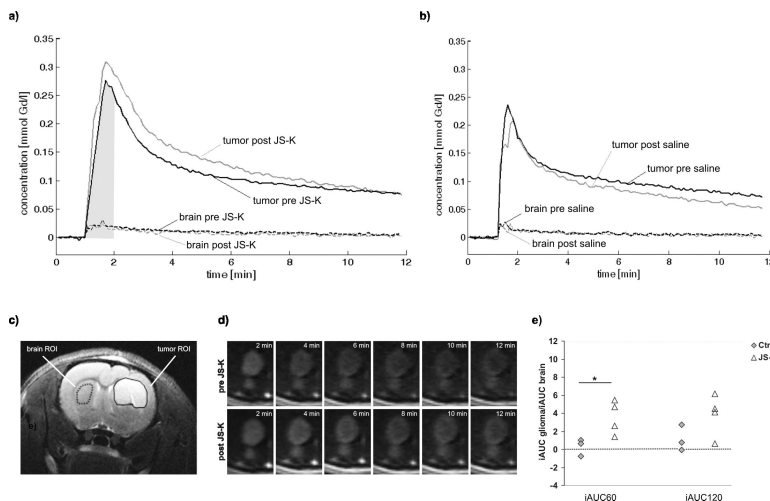 a)
0.35
0.3
0.25
0.2
0.15
0.1
0.05
0
concentration [mmol Gd/l]
tumor post JS-K
tumor pre JS-K
brain pre JS-K
brain post JS-K
0 2 4 6 8 10 12
time [min]
b)
0.35
0.3
0.25
0.2
0.15
0.1
0.05
0
concentration [mmol Gd/l]
tumor post saline
tumor pre saline
brain pre saline
brain post saline
0 2 4 6 8 10 12
time [min]
c)
brain ROI
tumor ROI
d)
pre JS-K
2 min 4 min 6 min 8 min 10 min 12 min
post JS-K
2 min 4 min 6 min 8 min 10 min 12 min
e)
iAUC glioma/iAUC brain
12
10
8
6
4
2
0
-2
-4
*
iAUC60 iAUC120
Ctr
JS-